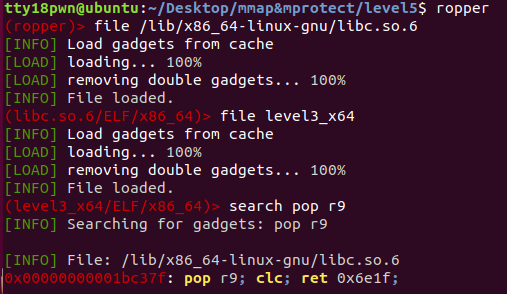 tty18pwn@ubuntu:~/Desktop/mmap&mprotect/level5$ ropper
(ropper)> file /lib/x86_64-linux-gnu/libc.so.6
[INFO] Load gadgets from cache
[LOAD] loading... 100%
[LOAD] removing double gadgets... 100%
[INFO] File loaded.
(libc.so.6/ELF/x86_64)> file level3_x64
[INFO] Load gadgets from cache
[LOAD] loading... 100%
[LOAD] removing double gadgets... 100%
[INFO] File loaded.
(level3_x64/ELF/x86_64)> search pop r9
[INFO] Searching for gadgets: pop r9
[INFO] File: /lib/x86_64-linux-gnu/libc.so.6
0x00000000001bc37f: pop r9; clc; ret 0x6e1f;